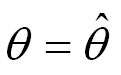 θ = θ̂